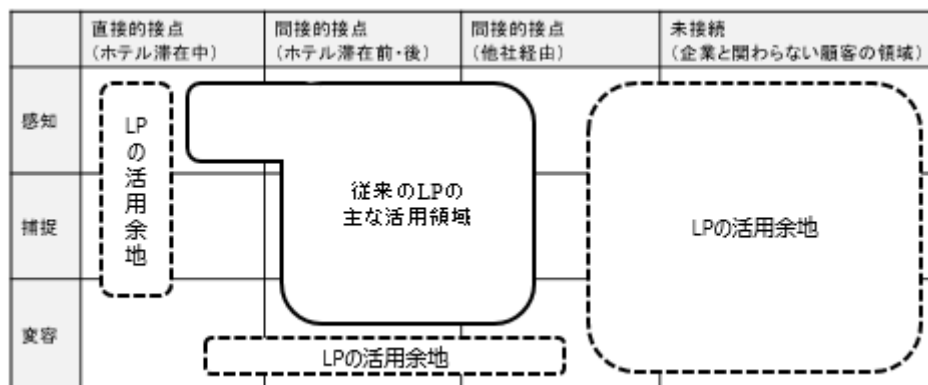 直接的接点
(ホテル滞在中)
間接的接点
(ホテル滞在前・後)
間接的接点
(他社経由)
未接続
(企業と関わらない顧客の領域)
感知
捕捉
変容
LPの活用余地
従来のLPの
主な活用領域
LPの活用余地
LPの活用余地